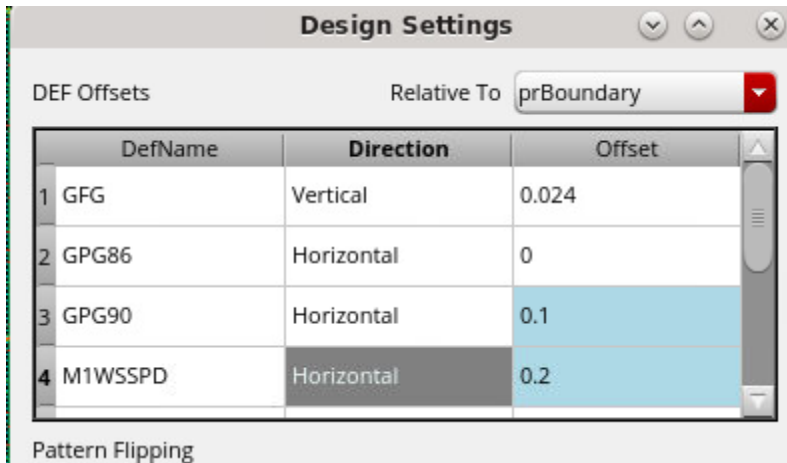 Design Settings
DEF Offsets Relative To prBoundary
DefName Direction Offset
1 GFG Vertical 0.024
2 GPG86 Horizontal 0
3 GPG90 Horizontal 0.1
4 M1WSSPD Horizontal 0.2
Pattern Flipping